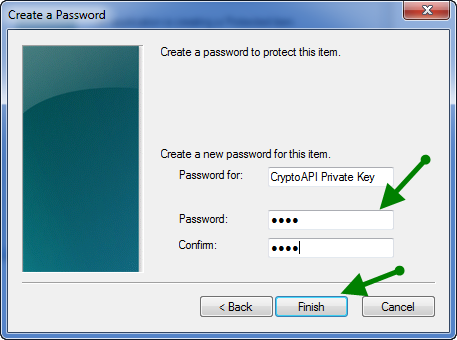 Create a Password
Create a password to protect this item.
Create a new password for this item.
Password for: CryptoAPI Private Key
Password: ●●●●
Confirm: ●●●●
< Back Finish Cancel